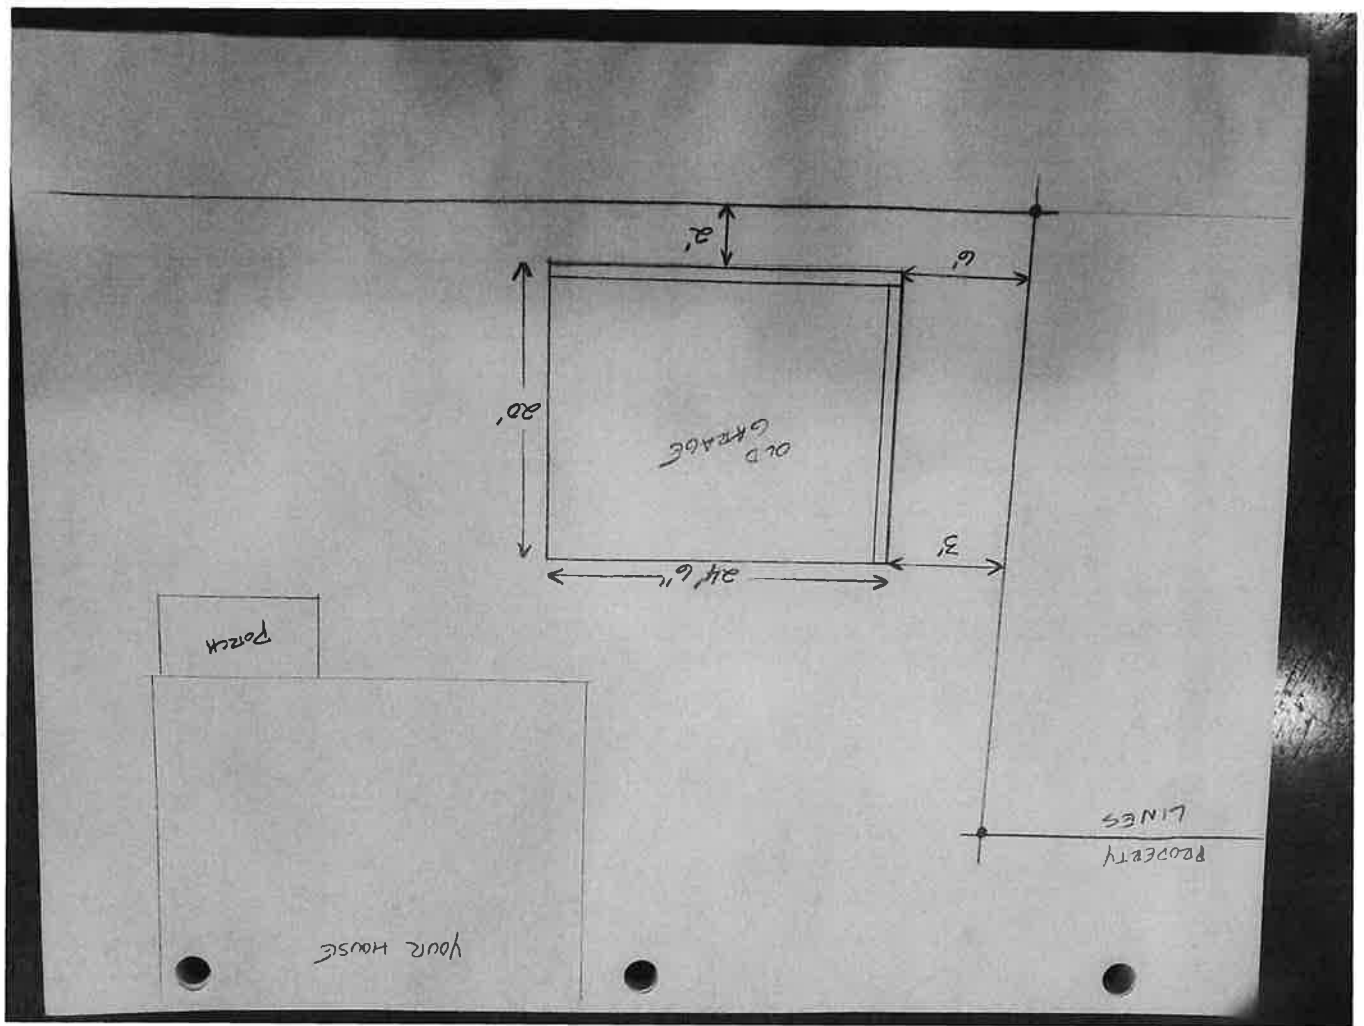 YOUR HOUSE
PROPERTY
LINES
PORCH
24' 6"
3'
OLD
GARAGE
20'
6'
2'